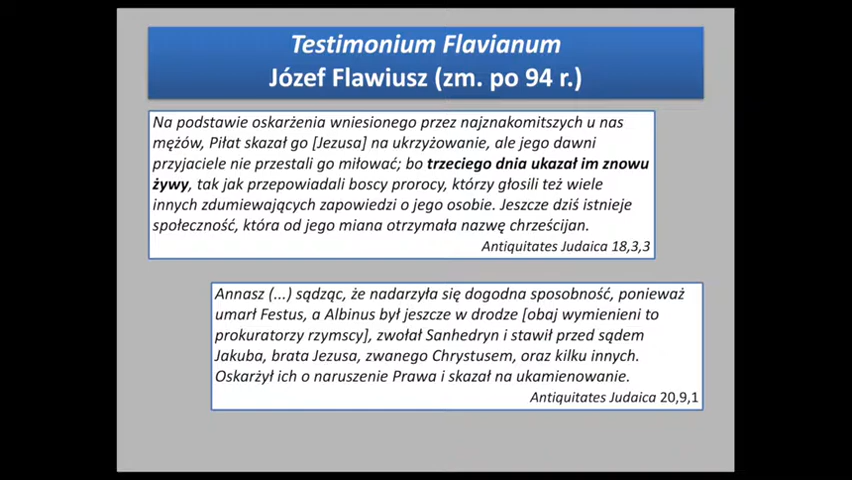 Testimonium Flavianum
Józef Flawiusz (zm. po 94 r.)
Na podstawie oskarżenia wniesionego przez najznakomitszych u nas
mężów, Piłat skazał go [Jezusa] na ukrzyżowanie, ale jego dawni
przyjaciele nie przestali go miłować; bo trzeciego dnia ukazał im znowu
żywy, tak jak przepowiadali boscy prorocy, którzy głosili też wiele
innych zdumiewających zapowiedzi o jego osobie. Jeszcze dziś istnieje
społeczność, która od jego miana otrzymała nazwę chrześcijan.
Antiquitates Judaica 18,3,3
Annasz (...) sądząc, że nadarzyła się dogodna sposobność, ponieważ
umarł Festus, a Albinus był jeszcze w drodze [obaj wymienieni to
prokuratorzy rzymscy], zwołał Sanhedryn i stawił przed sądem
Jakuba, brata Jezusa, zwanego Chrystusem, oraz kilku innych.
Oskarżył ich o naruszenie Prawa i skazał na ukamienowanie.
Antiquitates Judaica 20,9,1